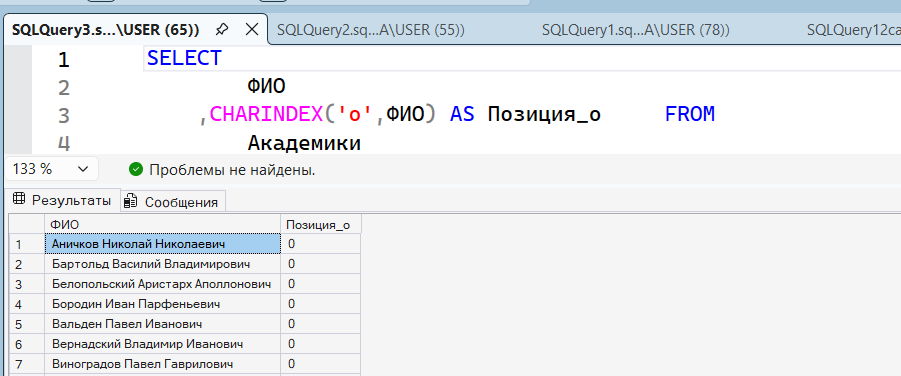 SQLQuery3.s...\USER (65)) SQLQuery2.sq...A\USER (55)) SQLQuery1.sq...A\USER (78)) SQLQuery12ca
1 SELECT
2 ФИО
3 ,CHARINDEX('о',ФИО) AS Позиция_о FROM
4 Академики
133 % Проблемы не найдены.
Результаты Сообщения
ФИО Позиция_о
1 Аничков Николай Николаевич 0
2 Бартольд Василий Владимирович 0
3 Белопольский Аристарх Аполлонович 0
4 Бородин Иван Парфеньевич 0
5 Вальден Павел Иванович 0
6 Вернадский Владимир Иванович 0
7 Виноградов Павел Гаврилович 0